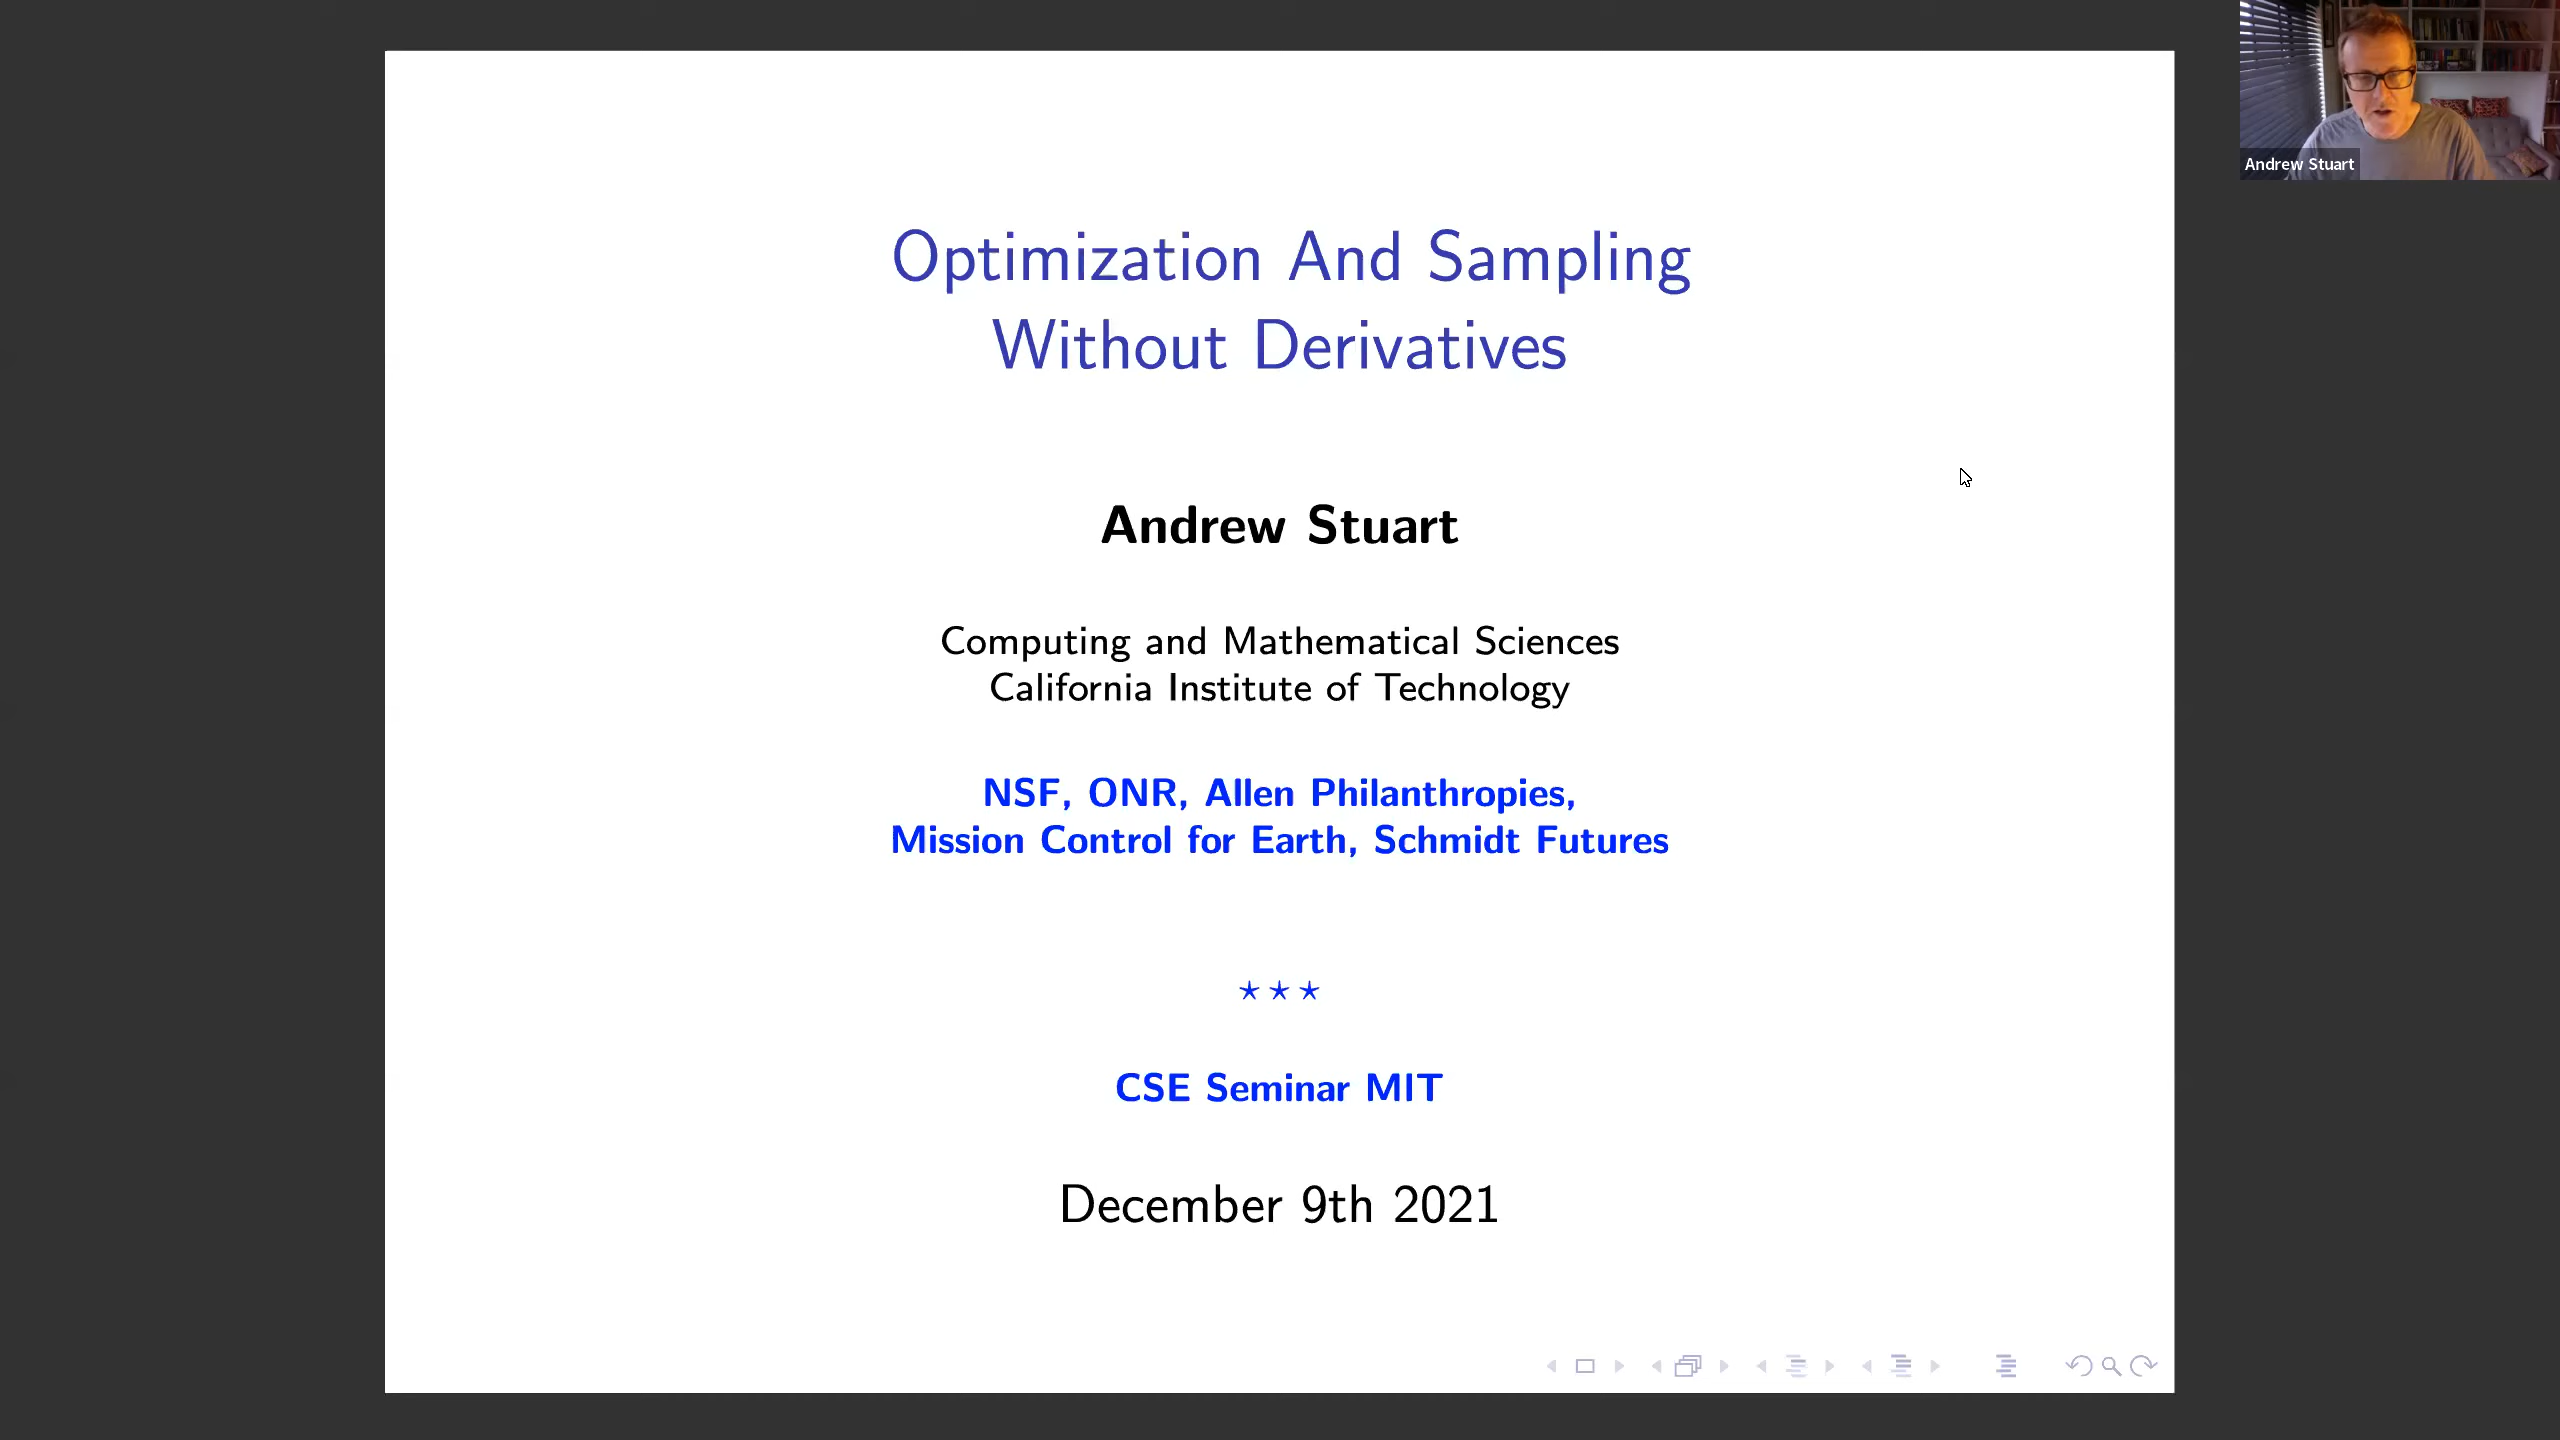 Optimization And Sampling
Without Derivatives
Andrew Stuart
Computing and Mathematical Sciences
California Institute of Technology
NSF, ONR, Allen Philanthropies,
Mission Control for Earth, Schmidt Futures
⋆ ⋆ ⋆
CSE Seminar MIT
December 9th 2021
Andrew Stuart